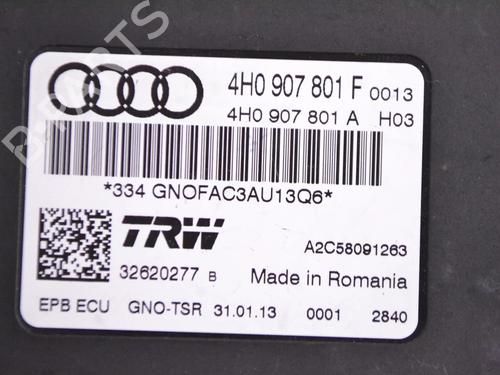 4H0 907 801 F 0013
4H0 907 801 A H03
*334 GNOFAC3AU13Q6*
TRW
A2C58091263
32620277 B Made in Romania
EPB ECU GNO-TSR 31.01.13 0001 2840
B-PARTS